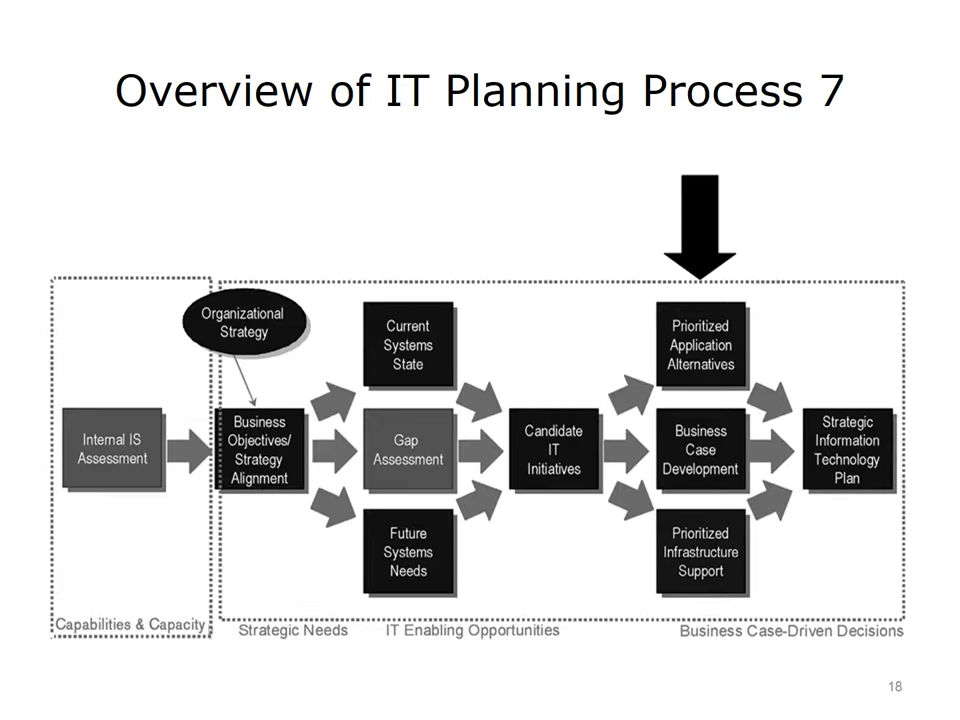 Overview of IT Planning Process 7
Organizational
Strategy
Current
Systems
State
Prioritized
Application
Alternatives
Internal IS
Assessment
Business
Objectives/
Strategy
Alignment
Gap
Assessment
Candidate
IT
Initiatives
Business
Case
Development
Strategic
Information
Technology
Plan
Future
Systems
Needs
Prioritized
Infrastructure
Support
Capabilities & Capacity
Strategic Needs
IT Enabling Opportunities
Business Case-Driven Decisions
18